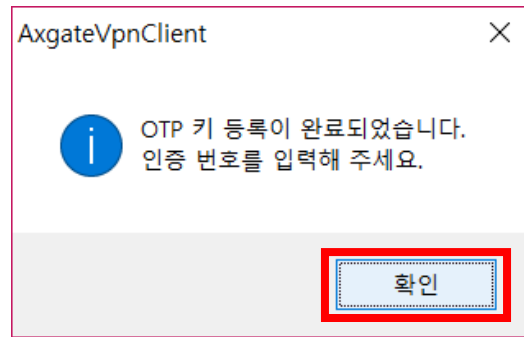 AxgateVpnClient
OTP 키 등록이 완료되었습니다.
인증 번호를 입력해 주세요.
확인